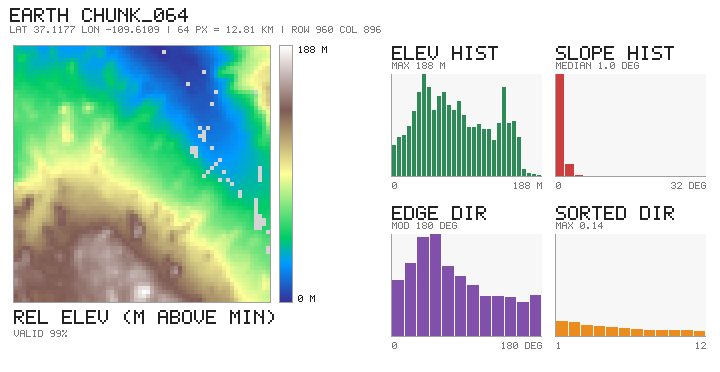 EARTH CHUNK_064
LAT 37.1177 LON -109.6109 | 64 PX = 12.81 KM | ROW 960 COL 896
188 M
0 M
REL ELEV (M ABOVE MIN)
VALID 99%
ELEV HIST
MAX 188 M
0 188 M
SLOPE HIST
MEDIAN 1.0 DEG
0 32 DEG
EDGE DIR
MOD 180 DEG
0 180 DEG
SORTED DIR
MAX 0.14
1 12